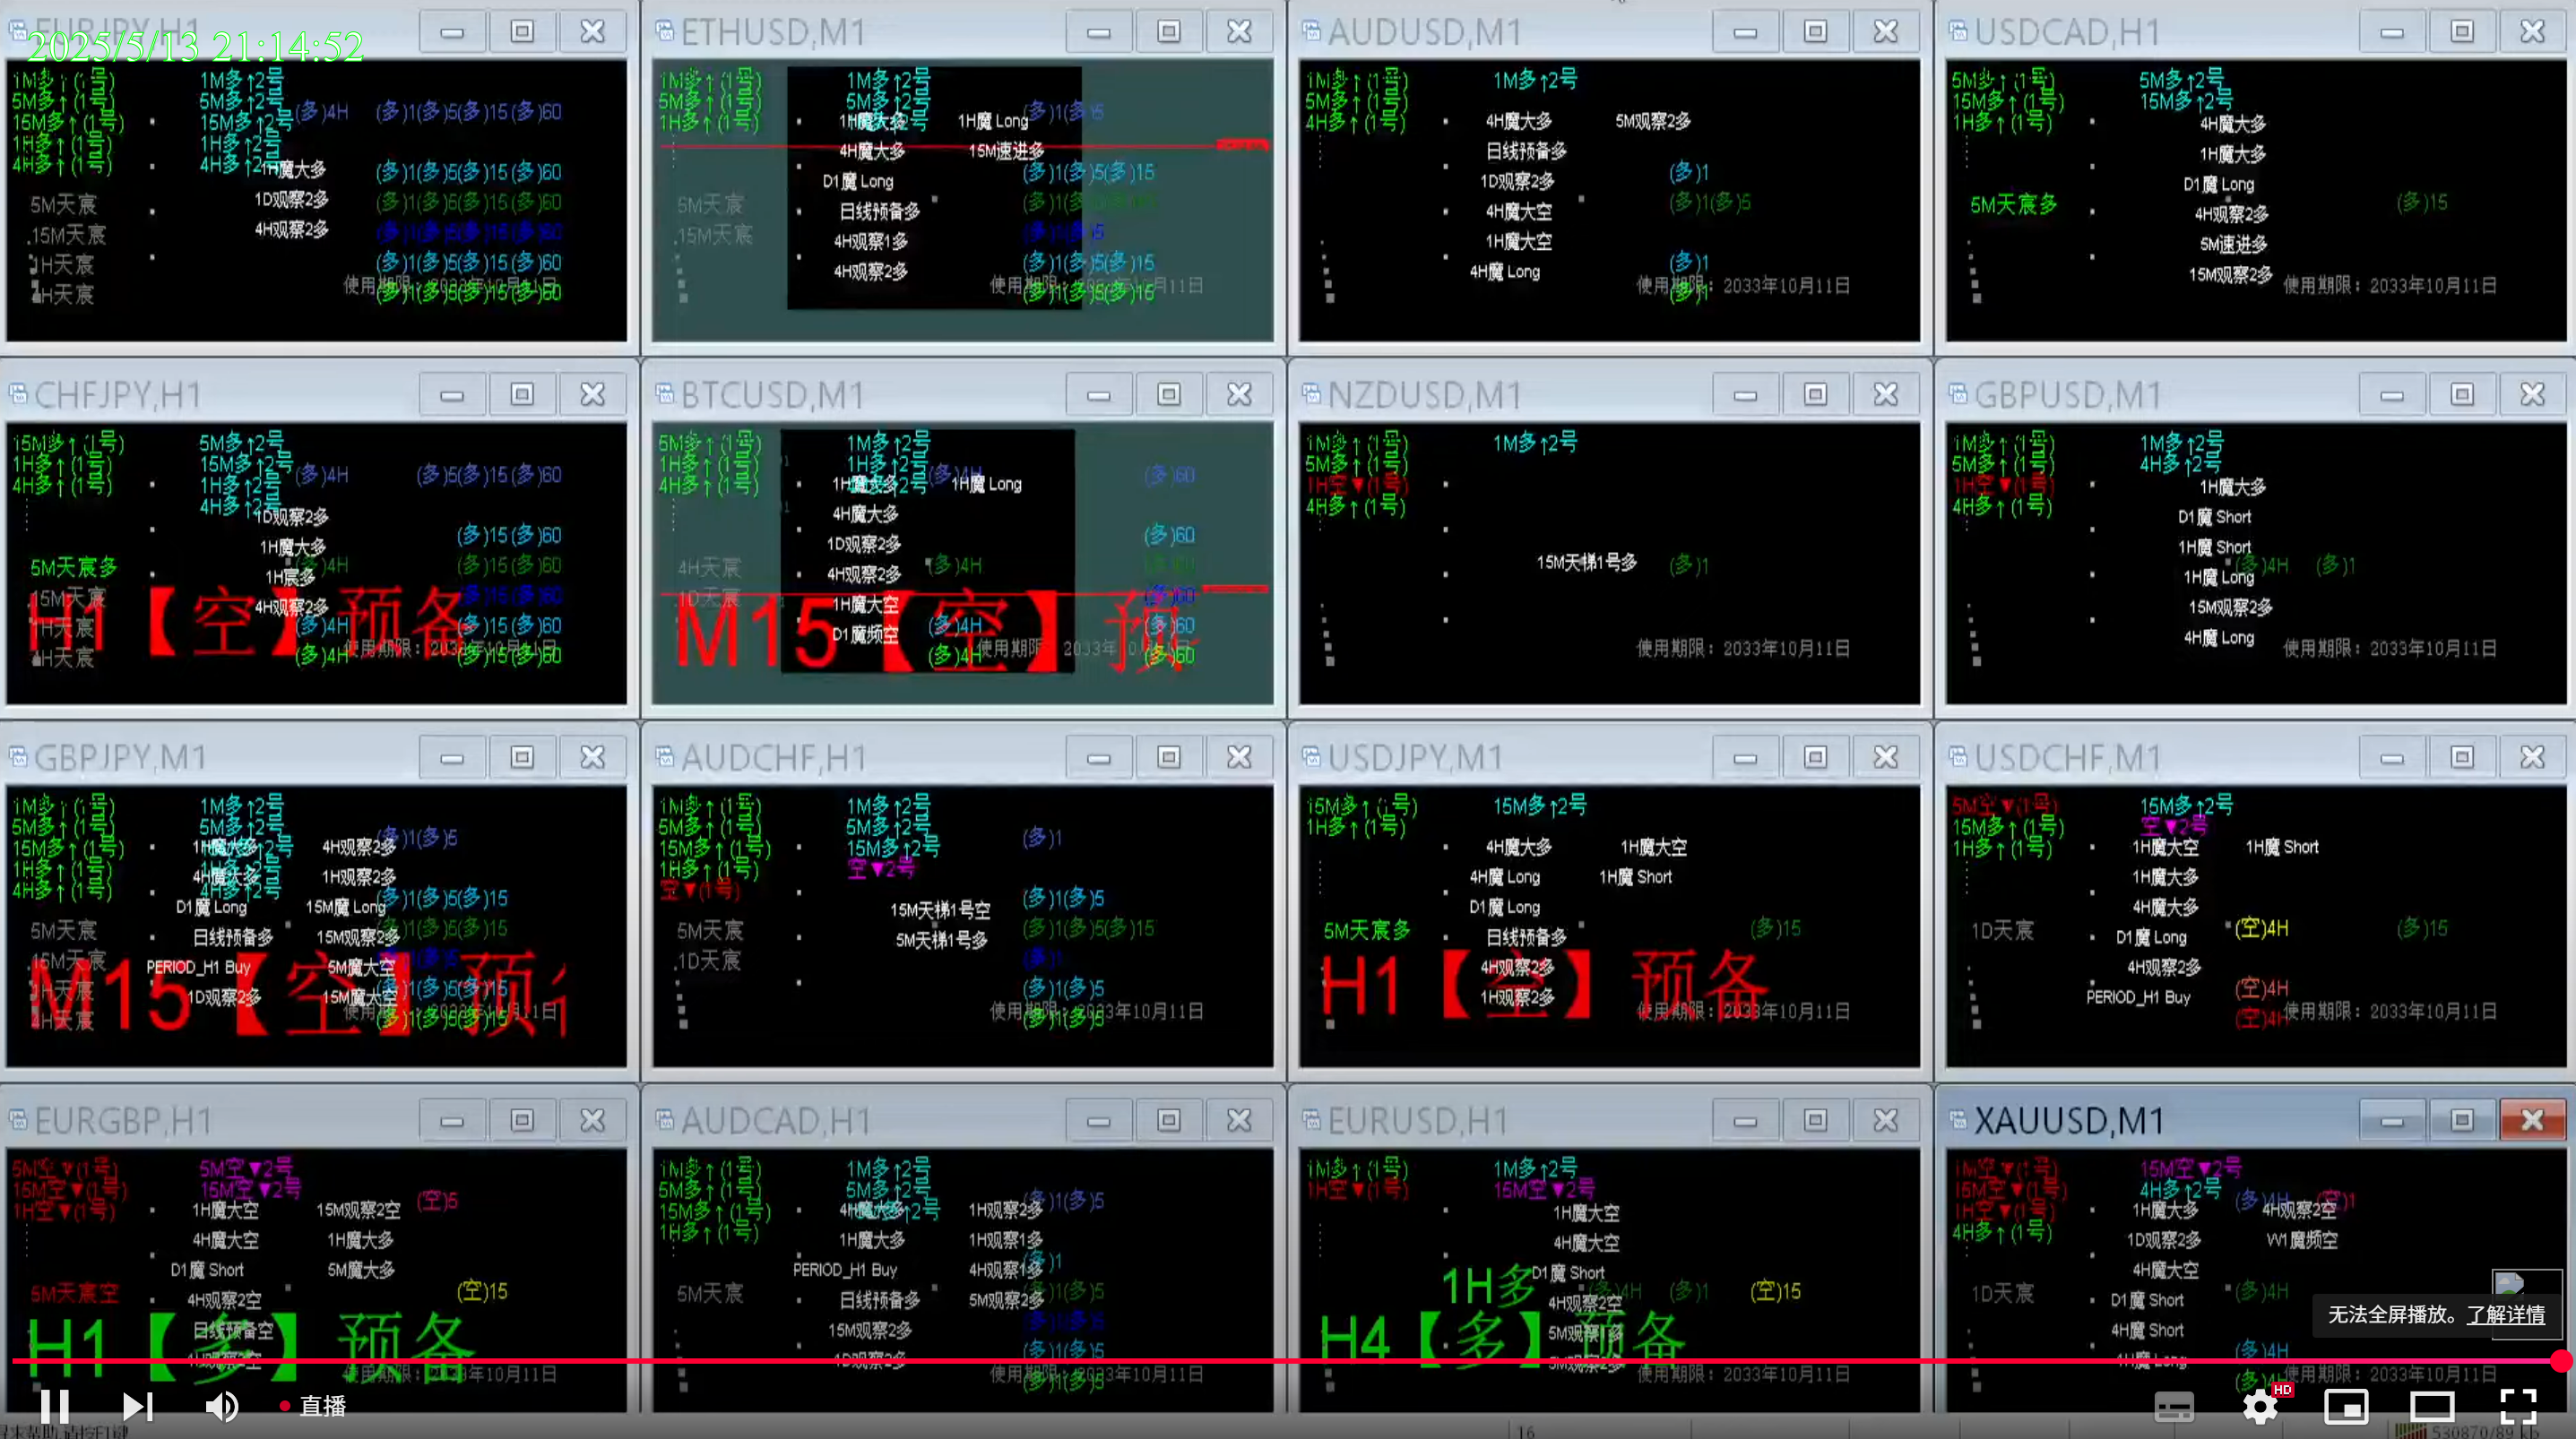 EURJPY,H1
2025/5/13 21:14:52
1M多↑(1号) 1M多↑2号
5M多↑(1号) 5M多↑2号 (多)4H (多)1(多)5(多)15(多)60
15M多↑(1号) 15M多↑2号
1H多↑(1号) 1H多↑2号
4H多↑(1号) 4H多↑2号
1H魔大多 (多)1(多)5(多)15(多)60
5M天宸 1D观察2多 (多)1(多)5(多)15(多)60
15M天宸 4H观察2多 (多)1(多)5(多)15(多)60
1H天宸 (多)1(多)5(多)15(多)60
4H天宸 (多)1(多)5(多)15(多)60
ETHUSD,M1
1M多↑(1号) 1M多↑2号
5M多↑(1号) 5M多↑2号
1H多↑(1号) 1H魔大多 1H魔 Long (多)1(多)5
4H魔大多 15M速进多
D1魔 Long (多)1(多)5(多)15
5M天宸 日线预备多
15M天宸 4H观察1多 (多)1(多)5
4H观察2多 (多)1(多)5(多)15
(多)1(多)5(多)15
AUDUSD,M1
1M多↑(1号) 1M多↑2号
5M多↑(1号)
4H多↑(1号) 4H魔大多 5M观察2多
日线预备多
1D观察2多 (多)1
4H魔大空 (多)1(多)5
1H魔大空
4H魔 Long (多)1
使用期限：2033年10月11日
(多)1
USDCAD,H1
5M多↑(1号) 5M多↑2号
15M多↑(1号) 15M多↑2号
1H多↑(1号) 4H魔大多
1H魔大多
D1魔 Long
5M天宸多 4H观察2多 (多)15
5M速进多
15M观察2多 使用期限：2033年10月11日
CHFJPY,H1
15M多↑(1号) 5M多↑2号
1H多↑(1号) 15M多↑2号 (多)4H (多)5(多)15(多)60
4H多↑(1号) 1H多↑2号
4H多↑2号
1D观察2多 (多)15(多)60
1H魔大多
5M天宸多 1H宸多 (多)4H (多)15(多)60
15M天宸 4H观察2多 (多)15(多)60
H1【空】预备
1H天宸 (多)4H (多)15(多)60
4H天宸 (多)4H (多)15(多)60
BTCUSD,M1
5M多↑(1号) 1M多↑2号
1H多↑(1号) 1H多↑2号 (多)4H (多)60
4H多↑(1号) 1H魔大多 1H魔 Long
4H魔大多
1D观察2多 (多)60
4H天宸 4H观察2多 (多)4H
1D天宸 1H魔大空 (多)60
M15【空】预
D1魔频空 (多)4H (多)60
(多)4H (多)60
NZDUSD,M1
1M多↑(1号) 1M多↑2号
5M多↑(1号)
1H空▼(1号)
4H多↑(1号)
15M天梯1号多 (多)1
使用期限：2033年10月11日
GBPUSD,M1
1M多↑(1号) 1M多↑2号
5M多↑(1号) 4H多↑2号
1H空▼(1号) 1H魔大多
4H多↑(1号) D1魔 Short
1H魔 Short
(多)4H (多)1
1H魔 Long
15M观察2多
4H魔 Long 使用期限：2033年10月11日
GBPJPY,M1
1M多↑(1号) 1M多↑2号
5M多↑(1号) 5M多↑2号 (多)1(多)5
15M多↑(1号) 1H魔大多 4H观察2多
1H多↑(1号) 4H魔大多 1H观察2多
4H多↑(1号) 4H多↑2号 (多)1(多)5(多)15
D1魔 Long 15M魔 Long
5M天宸 日线预备多 15M观察2多 (多)1(多)5(多)15
15M天宸 PERIOD_H1 Buy 5M魔大空
M15【空】预
1H天宸 1D观察2多 15M魔大空 (多)1(多)5(多)15
4H天宸 (多)1(多)5(多)15
AUDCHF,H1
1M多↑(1号) 1M多↑2号
5M多↑(1号) 5M多↑2号 (多)1
15M多↑(1号) 15M多↑2号
1H多↑(1号) 空▼2号
空▼(1号) (多)1(多)5
15M天梯1号空
5M天宸 5M天梯1号多 (多)1(多)5(多)15
1D天宸 (多)1
(多)1(多)5
(多)1(多)5
USDJPY,M1
15M多↑(1号) 15M多↑2号
1H多↑(1号)
4H魔大多 1H魔大空
4H魔 Long 1H魔 Short
D1魔 Long
5M天宸多 日线预备多 (多)15
4H观察2多
H1【空】预备
1H观察2多
使用期限：2033年10月11日
USDCHF,M1
5M空▼(1号) 15M多↑2号
15M多↑(1号) 空▼2号
1H多↑(1号) 1H魔大空 1H魔 Short
1H魔大多
4H魔大多
1D天宸 D1魔 Long (空)4H (多)15
4H观察2多
PERIOD_H1 Buy (空)4H
使用期限：2033年10月11日
(空)4H
EURGBP,H1
5M空▼(1号) 5M空▼2号
15M空▼(1号) 15M空▼2号 (空)5
1H空▼(1号) 1H魔大空 15M观察2空
4H魔大空 1H魔大多
D1魔 Short 5M魔大多
5M天宸空 4H观察2空 (空)15
H1【多】预备
日线预备空
使用期限：2033年10月11日
AUDCAD,H1
1M多↑(1号) 1M多↑2号
5M多↑(1号) 5M多↑2号 (多)1(多)5
15M多↑(1号) 4H魔大多 1H观察2多
1H多↑(1号) 1H魔大多 1H观察1多
PERIOD_H1 Buy 4H观察1多 (多)1
5M天宸 日线预备多 5M观察2多 (多)1(多)5
15M观察2多 (多)1(多)5
1D观察2多 (多)1(多)5
使用期限：2033年10月11日
(多)1(多)5
EURUSD,H1
1M多↑(1号) 1M多↑2号
1H空▼(1号) 15M空▼2号
1H魔大空
4H魔大空
1H多 D1魔 Short
4H观察2空 (多)4H (多)1 (空)15
H4【多】预备
使用期限：2033年10月11日
XAUUSD,M1
1M空▼(1号) 15M空▼2号
15M空▼(1号) 4H多↑2号 (多)4H (空)1
1H空▼(1号) 1H魔大多 4H观察2空
4H多↑(1号) 1D观察2多 W1魔频空
4H魔大空
1D天宸 D1魔 Short (多)4H
4H魔 Short
4H魔 Long (多)4H
使用期限：2033年10月11日
无法全屏播放。了解详情
直播
HD
16